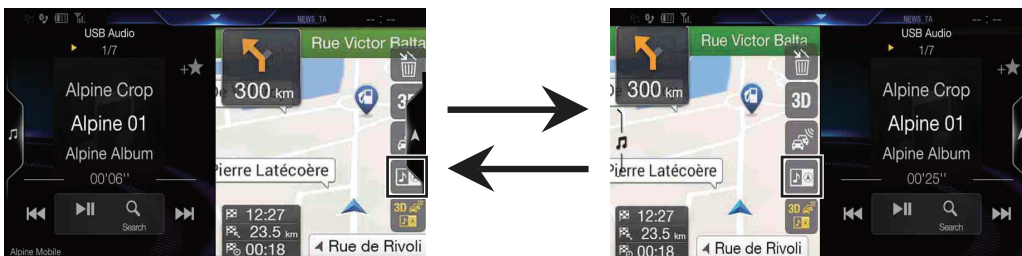 NEWS TA
-- : --
USB Audio
1/7
Alpine Crop
Alpine 01
Alpine Album
00'06''
Search
Alpine Mobile
Rue Victor Balta
300 km
3D
Pierre Latécoère
12:27
23.5 km
00:18
3D
Rue de Rivoli
NEWS TA
-- : --
Rue Victor Balta
300 km
3D
Pierre Latécoère
12:27
23.5 km
00:18
3D
Rue de Rivoli
USB Audio
1/7
Alpine Crop
Alpine 01
Alpine Album
00'25''
Search